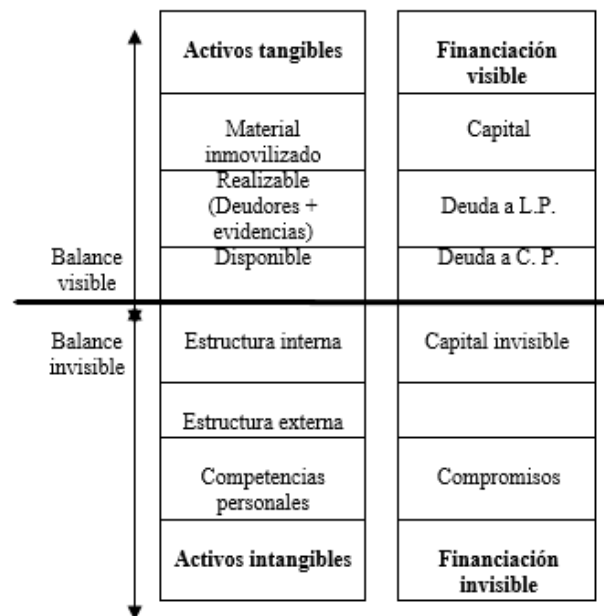 Activos tangibles
Financiación
visible
Material
inmovilizado
Capital
Realizable
(Deudores +
evidencias)
Deuda a L.P.
Balance
visible
Disponible
Deuda a C. P.
Balance
invisible
Estructura interna
Capital invisible
Estructura externa
Competencias
personales
Compromisos
Activos intangibles
Financiación
invisible